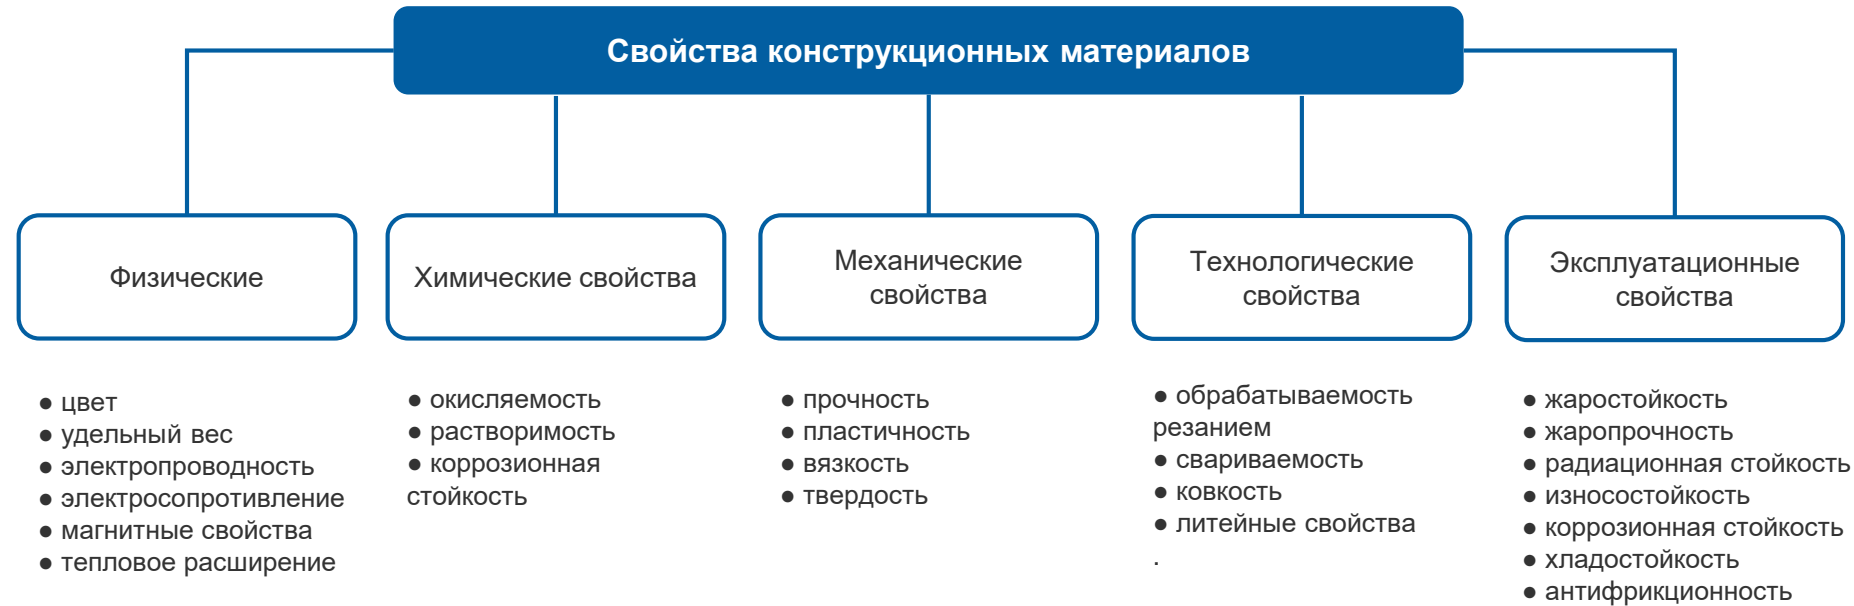 Свойства конструкционных материалов
Физические
Химические свойства
Механические
свойства
Технологические
свойства
Эксплуатационные
свойства
● цвет
● удельный вес
● электропроводность
● электросопротивление
● магнитные свойства
● тепловое расширение
● окисляемость
● растворимость
● коррозионная
стойкость
● прочность
● пластичность
● вязкость
● твердость
● обрабатываемость
резанием
● свариваемость
● ковкость
● литейные свойства
.
● жаростойкость
● жаропрочность
● радиационная стойкость
● износостойкость
● коррозионная стойкость
● хладостойкость
● антифрикционность